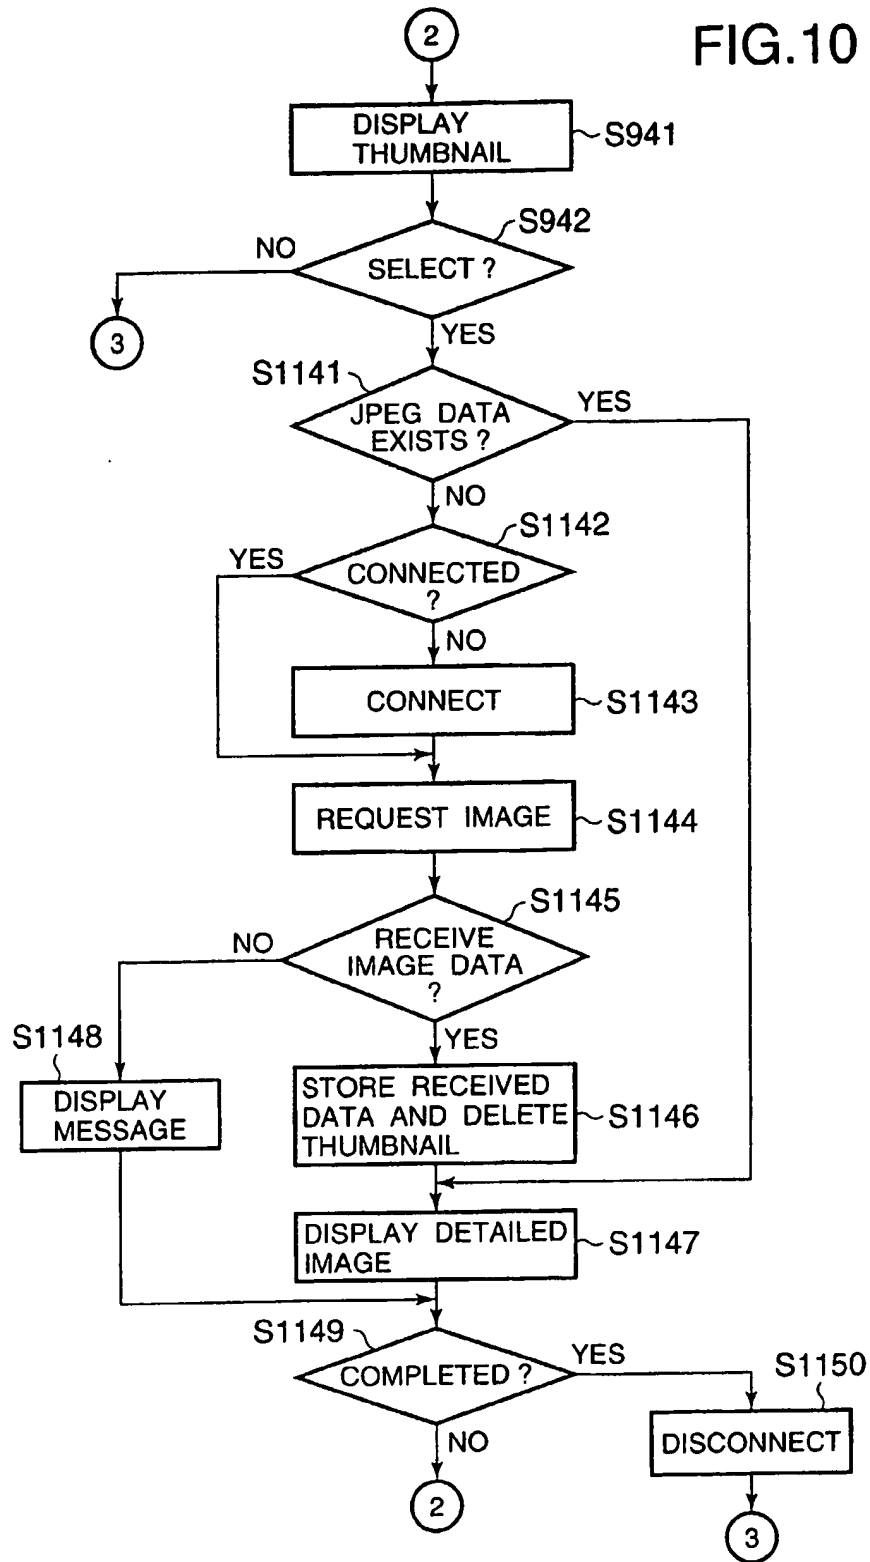 2
FIG.10
DISPLAY
THUMBNAIL
S941
S942
NO
SELECT ?
3
YES
S1141
JPEG DATA
EXISTS ?
YES
NO
S1142
YES
CONNECTED
?
NO
CONNECT
S1143
REQUEST IMAGE
S1144
S1145
NO
RECEIVE
IMAGE DATA
?
YES
S1148
DISPLAY
MESSAGE
STORE RECEIVED
DATA AND DELETE
THUMBNAIL
S1146
DISPLAY DETAILED
IMAGE
S1147
S1149
COMPLETED ?
YES
S1150
NO
DISCONNECT
2
3